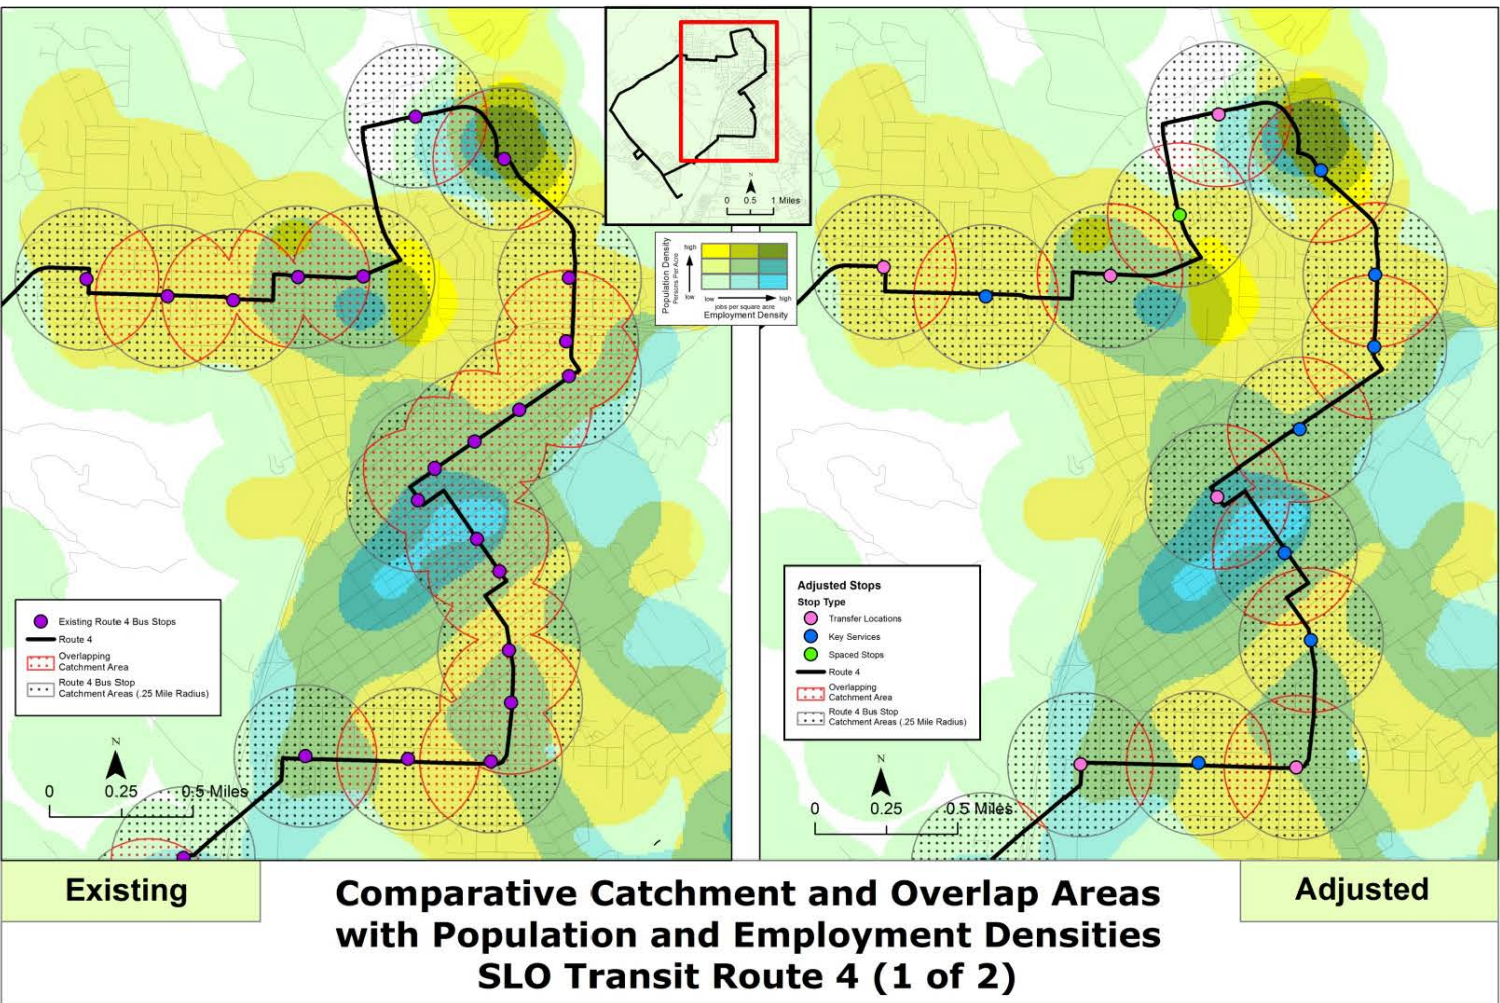 N
0 0.5 1 Miles
Population Density
Persons Per Acre
high
low
low high
jobs per square acre
Employment Density
Existing Route 4 Bus Stops
Route 4
Overlapping
Catchment Area
Route 4 Bus Stop
Catchment Areas (.25 Mile Radius)
N
0 0.25 0.5 Miles
Adjusted Stops
Stop Type
Transfer Locations
Key Services
Spaced Stops
Route 4
Overlapping
Catchment Area
Route 4 Bus Stop
Catchment Areas (.25 Mile Radius)
N
0 0.25 0.5 Miles
Existing
Comparative Catchment and Overlap Areas
with Population and Employment Densities
SLO Transit Route 4 (1 of 2)
Adjusted